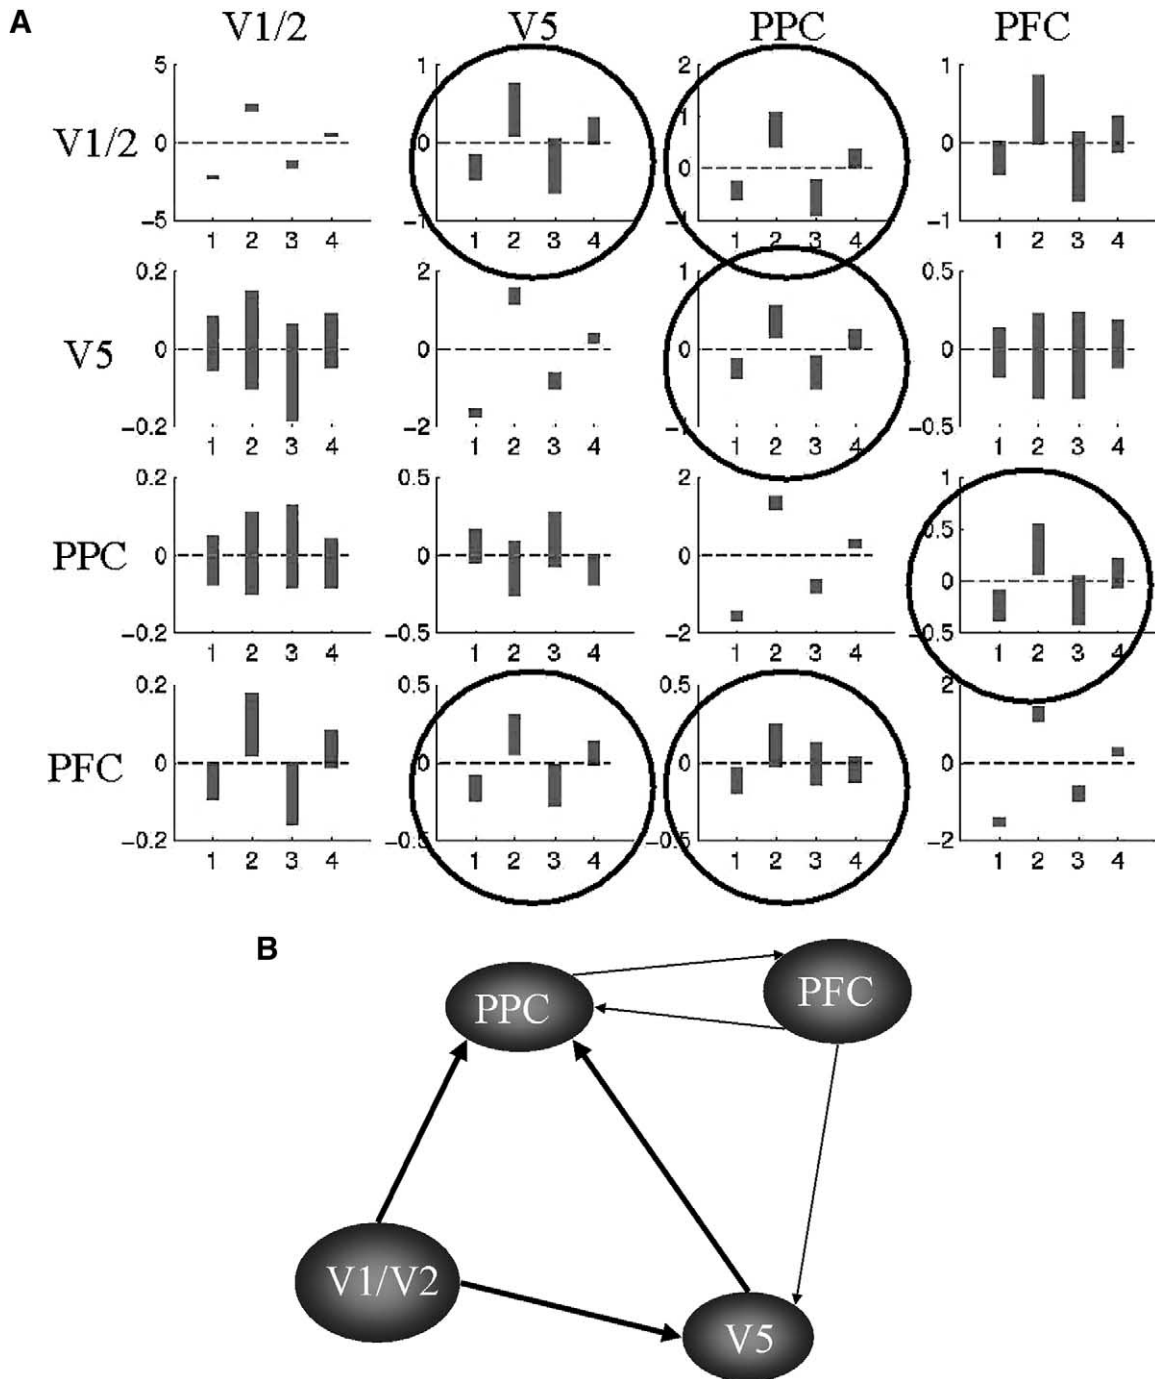 A
V1/2 V5 PPC PFC
V1/2
5 0 −5 1 2 3 4
1 0 −1 1 2 3 4
2 1 0 −1 1 2 3 4
1 0 −1 1 2 3 4
V5
0.2 0 −0.2 1 2 3 4
2 0 −2 1 2 3 4
1 0 −1 1 2 3 4
0.5 0 −0.5 1 2 3 4
PPC
0.2 0 −0.2 1 2 3 4
0.5 0 −0.5 1 2 3 4
2 0 −2 1 2 3 4
1 0.5 0 −0.5 1 2 3 4
PFC
0.2 0 −0.2 1 2 3 4
0.5 0 −0.5 1 2 3 4
0.5 0 −0.5 1 2 3 4
2 0 −2 1 2 3 4
B
PPC
PFC
V1/V2
V5